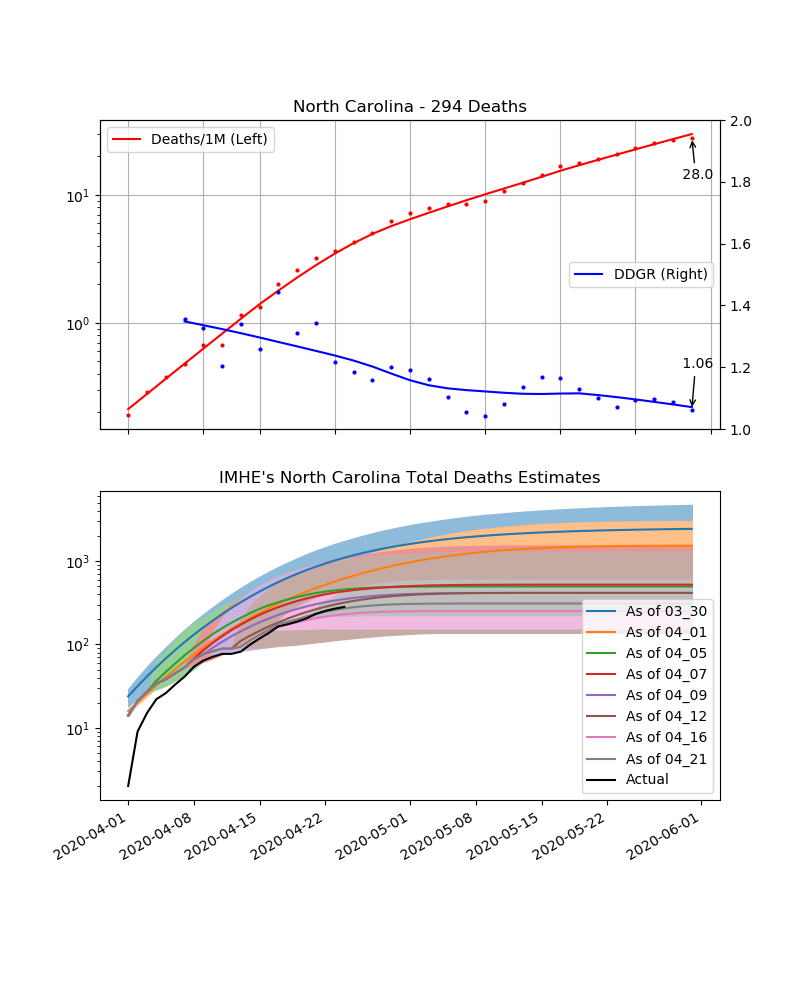 North Carolina - 294 Deaths
Deaths/1M (Left)
2.0
1.8
28.0
10¹
1.6
DDGR (Right)
1.4
10⁰
1.06
1.2
1.0
IMHE's North Carolina Total Deaths Estimates
10³
10²
10¹
As of 03_30
As of 04_01
As of 04_05
As of 04_07
As of 04_09
As of 04_12
As of 04_16
As of 04_21
Actual
2020-04-01
2020-04-08
2020-04-15
2020-04-22
2020-05-01
2020-05-08
2020-05-15
2020-05-22
2020-06-01